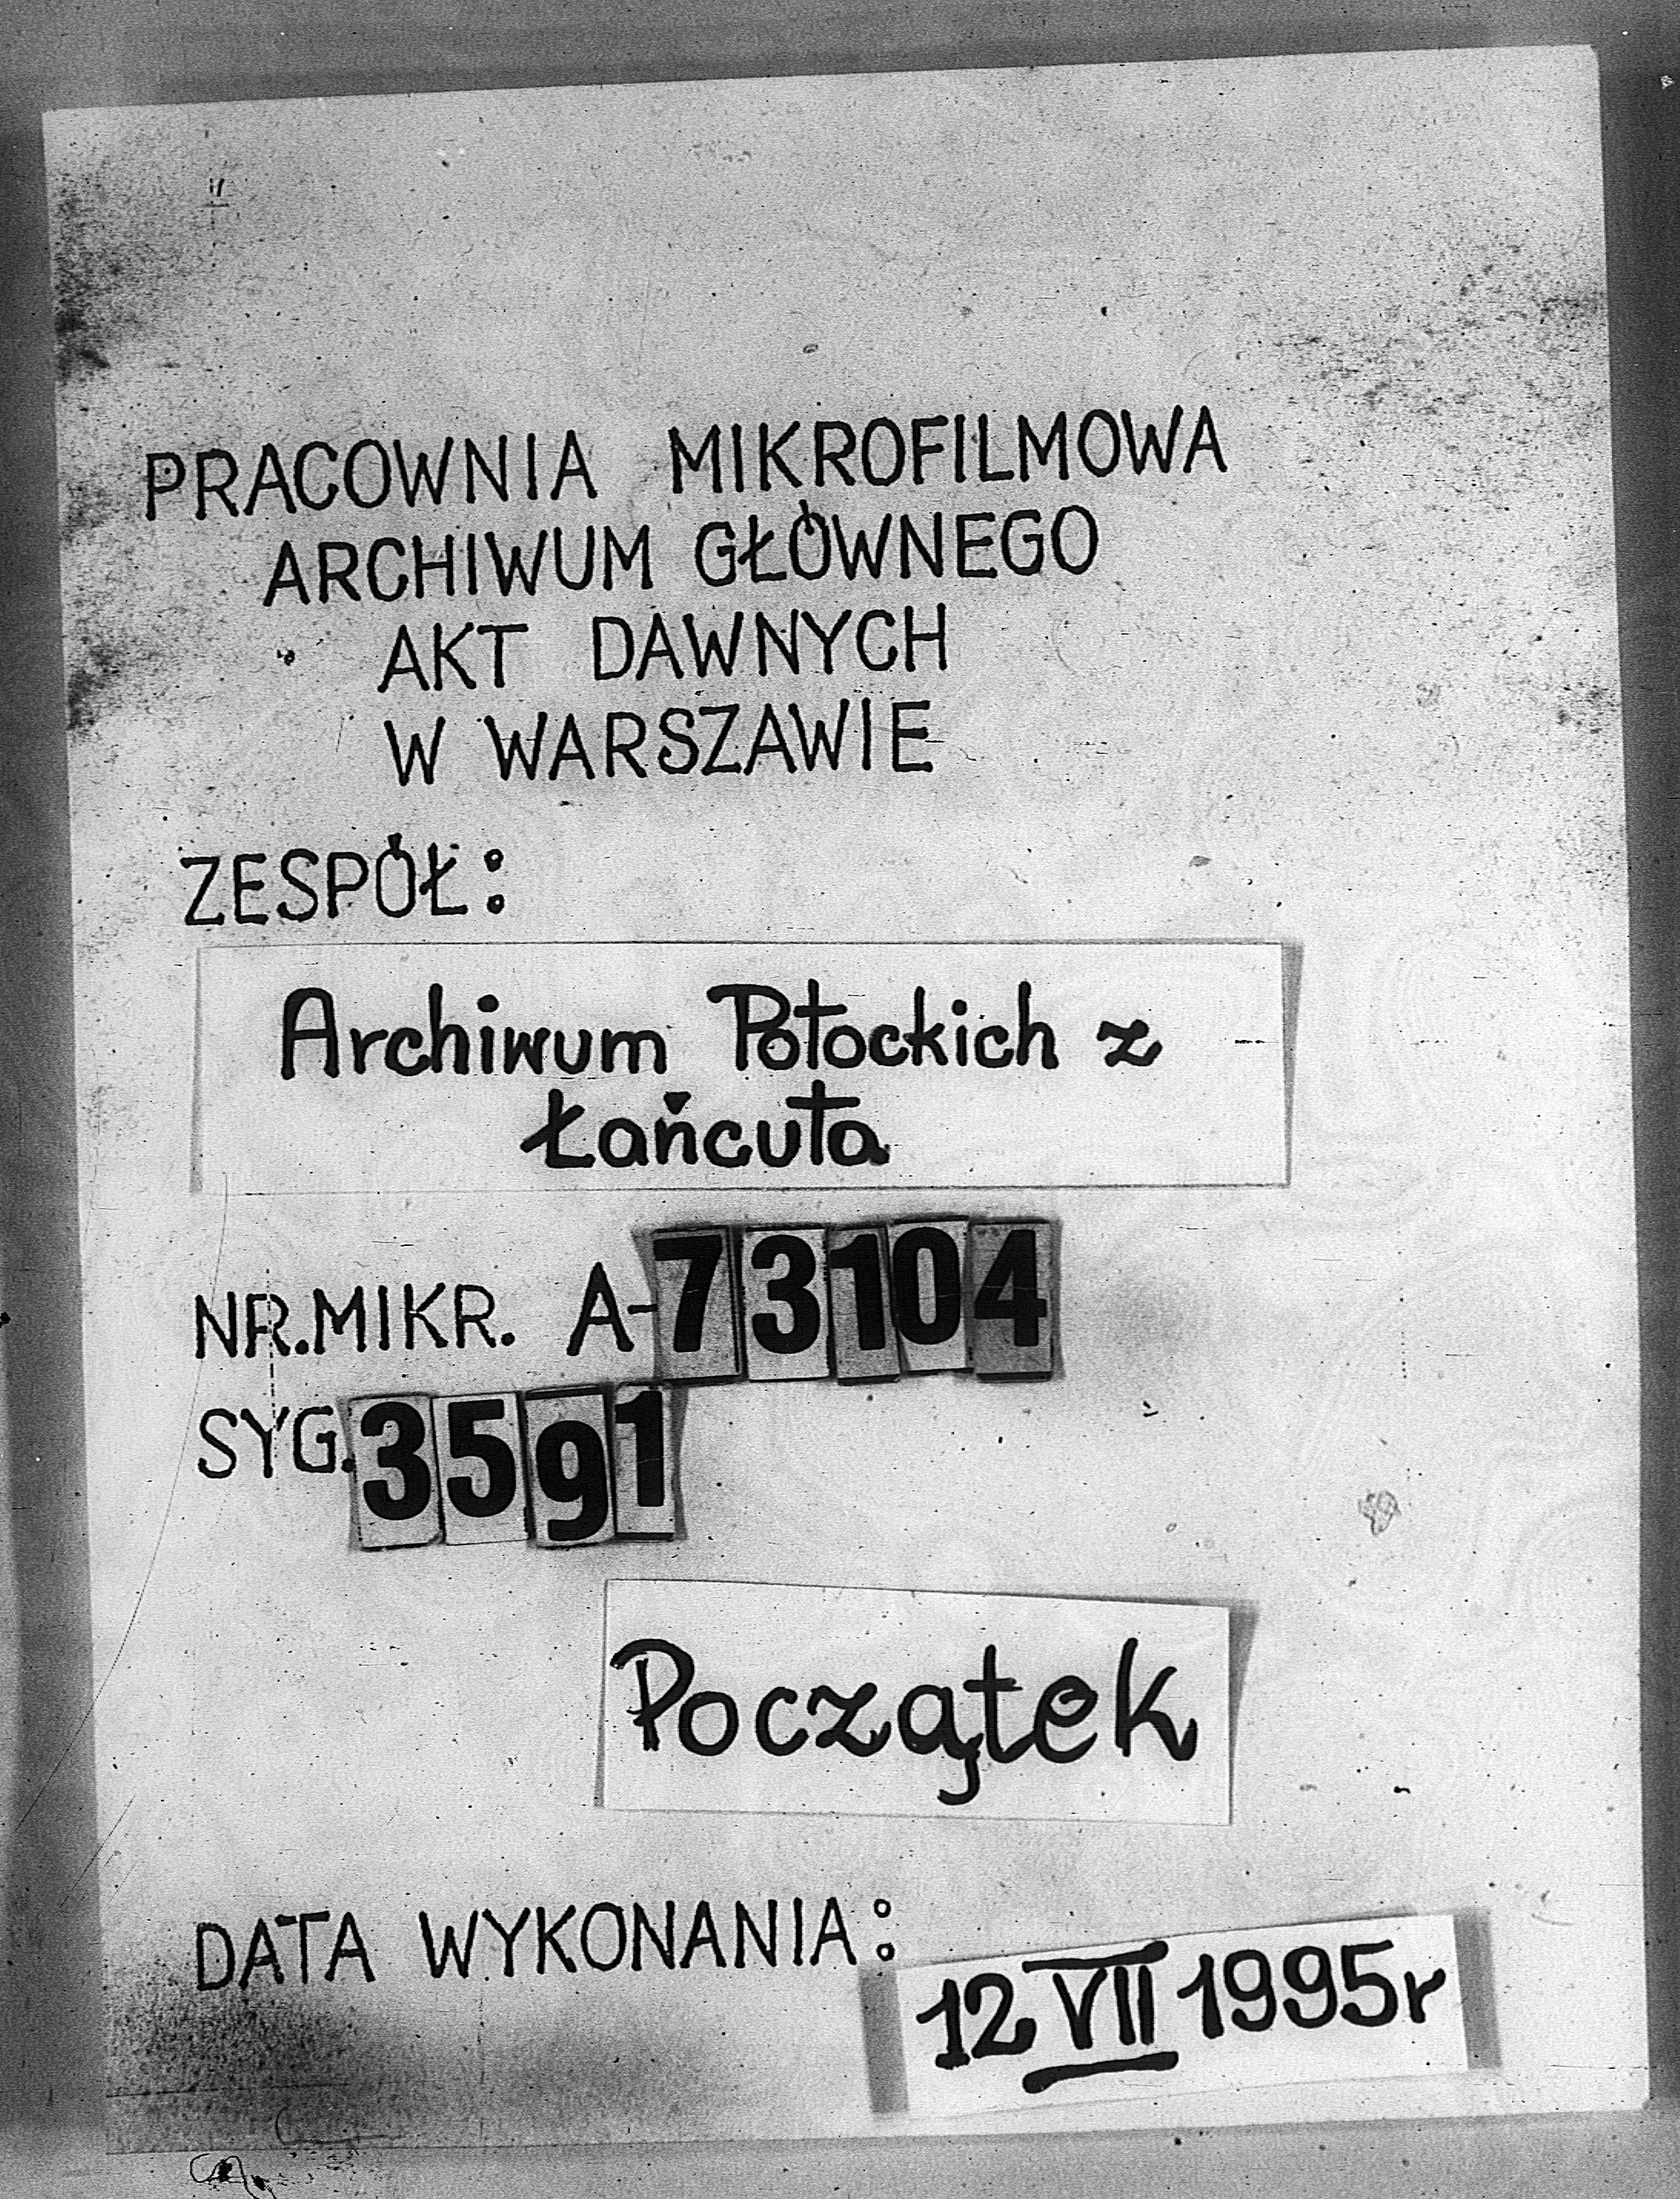 PRACOWNIA MIKROFILMOWA
ARCHIWUM GŁÓWNEGO
AKT DAWNYCH
W WARSZAWIE
ZESPÓŁ:
Archiwum Potockich z
Łańcuta
NR.MIKR. A-73104
SYG.3591
Początek
DATA WYKONANIA:
12 VII 1995r